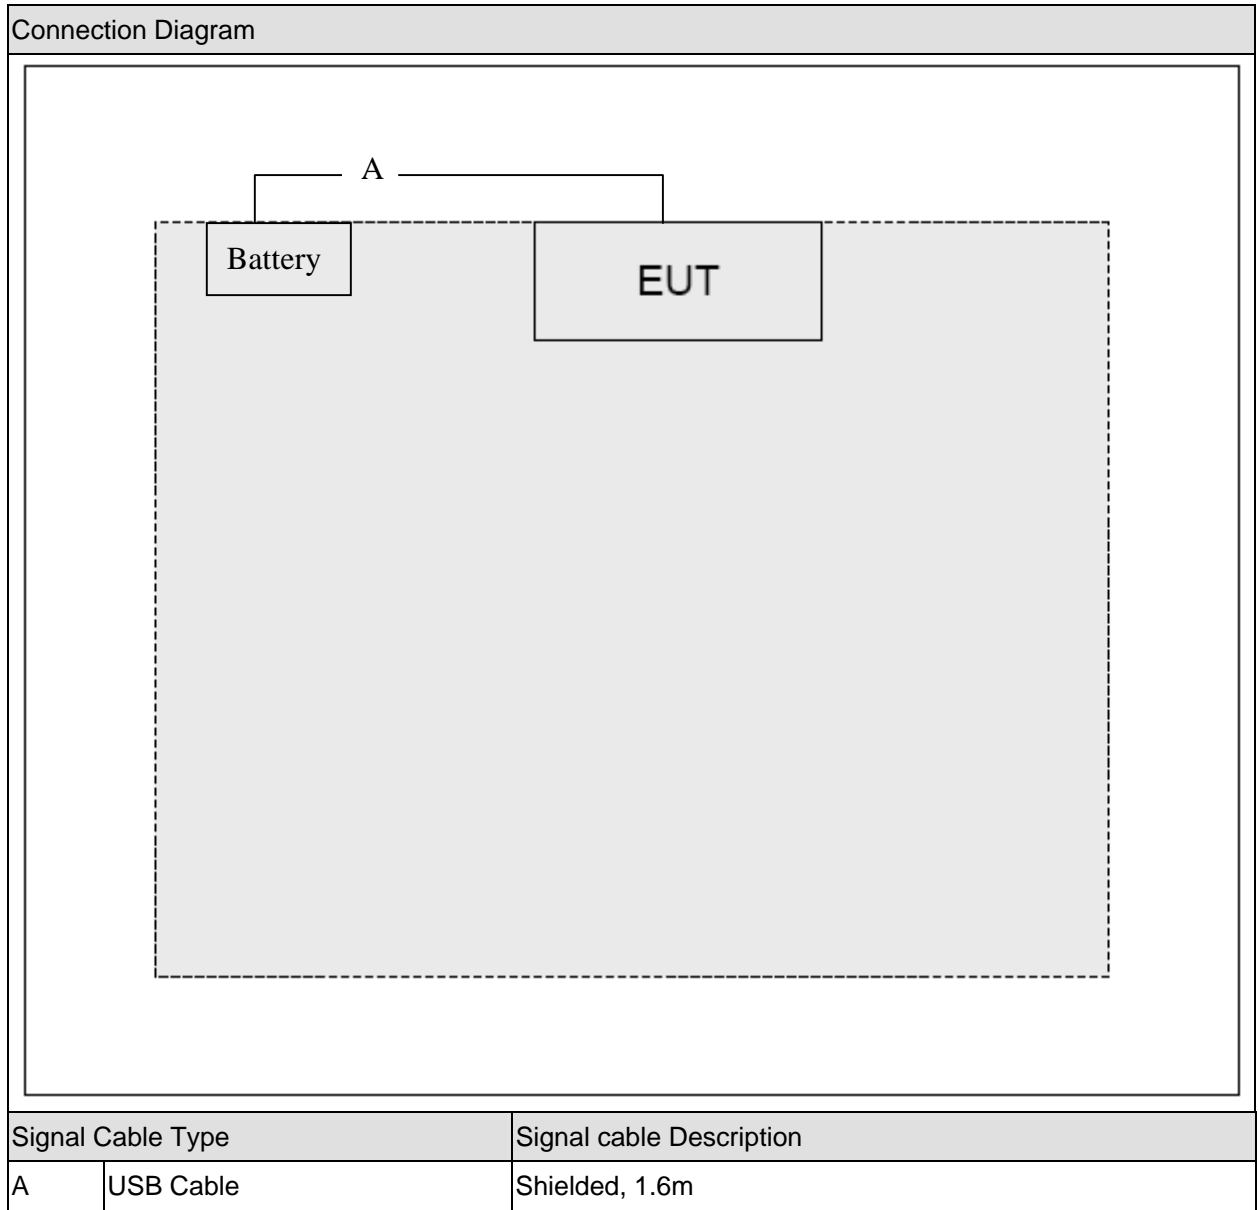 Connection Diagram
A
Battery
EUT
Signal Cable Type Signal cable Description
A USB Cable Shielded, 1.6m